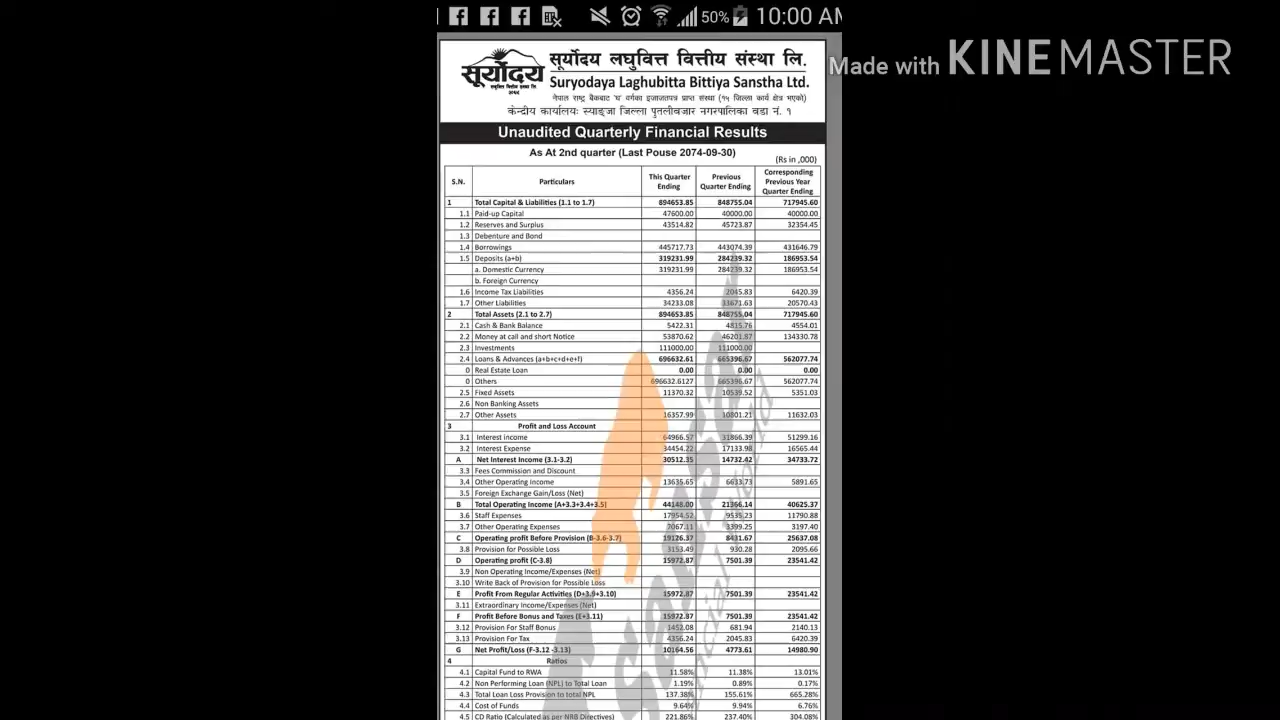 50% 10:00 AM
Made with KINEMASTER
सूर्योदय
सूर्योदय लघुवित्त वित्तीय संस्था लि.
Suryodaya Laghubitta Bittiya Sanstha Ltd.
नेपाल राष्ट्र बैंकबाट 'घ' वर्गको इजाजतपत्र प्राप्त संस्था (१५ जिल्ला कार्य क्षेत्र भएको)
केन्द्रीय कार्यालयः स्याङ्जा जिल्ला पुतलीबजार नगरपालिका वडा नं. १
Unaudited Quarterly Financial Results
As At 2nd quarter (Last Pouse 2074-09-30)
(Rs in ,000)
S.N. Particulars This Quarter Ending Previous Quarter Ending Corresponding Previous Year Quarter Ending
1 Total Capital & Liabilities (1.1 to 1.7) 894653.85 848755.04 717945.60
1.1 Paid-up Capital 47600.00 40000.00 40000.00
1.2 Reserves and Surplus 43514.82 45723.87 32354.45
1.3 Debenture and Bond
1.4 Borrowings 445717.73 443074.39 431646.79
1.5 Deposits (a+b) 319231.99 284239.32 186953.54
a. Domestic Currency 319231.99 284239.32 186953.54
b. Foreign Currency
1.6 Income Tax Liabilities 4356.24 2045.83 6420.39
1.7 Other Liabilities 34233.08 33671.63 20570.43
2 Total Assets (2.1 to 2.7) 894653.85 848755.04 717945.60
2.1 Cash & Bank Balance 5422.31 4815.76 4554.01
2.2 Money at call and short Notice 53870.62 46201.87 134330.78
2.3 Investments 111000.00 111000.00
2.4 Loans & Advances (a+b+c+d+e+f) 696632.61 665396.67 562077.74
0 Real Estate Loan 0.00 0.00 0.00
0 Others 696632.6127 665396.67 562077.74
2.5 Fixed Assets 11370.32 10539.52 5351.03
2.6 Non Banking Assets
2.7 Other Assets 16357.99 10801.21 11632.03
3 Profit and Loss Account
3.1 Interest income 64966.57 31866.39 51299.16
3.2 Interest Expense 34454.22 17133.98 16565.44
A Net Interest Income (3.1-3.2) 30512.35 14732.42 34733.72
3.3 Fees Commission and Discount
3.4 Other Operating Income 13635.65 6633.73 5891.65
3.5 Foreign Exchange Gain/Loss (Net)
B Total Operating Income (A+3.3+3.4+3.5) 44148.00 21366.14 40625.37
3.6 Staff Expenses 17954.52 9535.23 11790.88
3.7 Other Operating Expenses 7067.11 3399.25 3197.40
C Operating profit Before Provision (B-3.6-3.7) 19126.37 8431.67 25637.08
3.8 Provision for Possible Loss 3153.49 930.28 2095.66
D Operating profit (C-3.8) 15972.87 7501.39 23541.42
3.9 Non Operating Income/Expenses (Net)
3.10 Write Back of Provision for Possible Loss
E Profit From Regular Activities (D+3.9+3.10) 15972.87 7501.39 23541.42
3.11 Extraordinary Income/Expenses (Net)
F Profit Before Bonus and Taxes (E+3.11) 15972.87 7501.39 23541.42
3.12 Provision For Staff Bonus 1452.08 681.94 2140.13
3.13 Provision For Tax 4356.24 2045.83 6420.39
G Net Profit/Loss (F-3.12 -3.13) 10164.56 4773.61 14980.90
4 Ratios
4.1 Capital Fund to RWA 11.58% 11.38% 13.01%
4.2 Non Performing Loan (NPL) to Total Loan 1.19% 0.89% 0.17%
4.3 Total Loan Loss Provision to total NPL 137.38% 155.61% 665.28%
4.4 Cost of Funds 9.64% 9.94% 6.76%
4.5 CD Ratio (Calculated as per NRB Directives) 221.86% 237.40% 304.08%